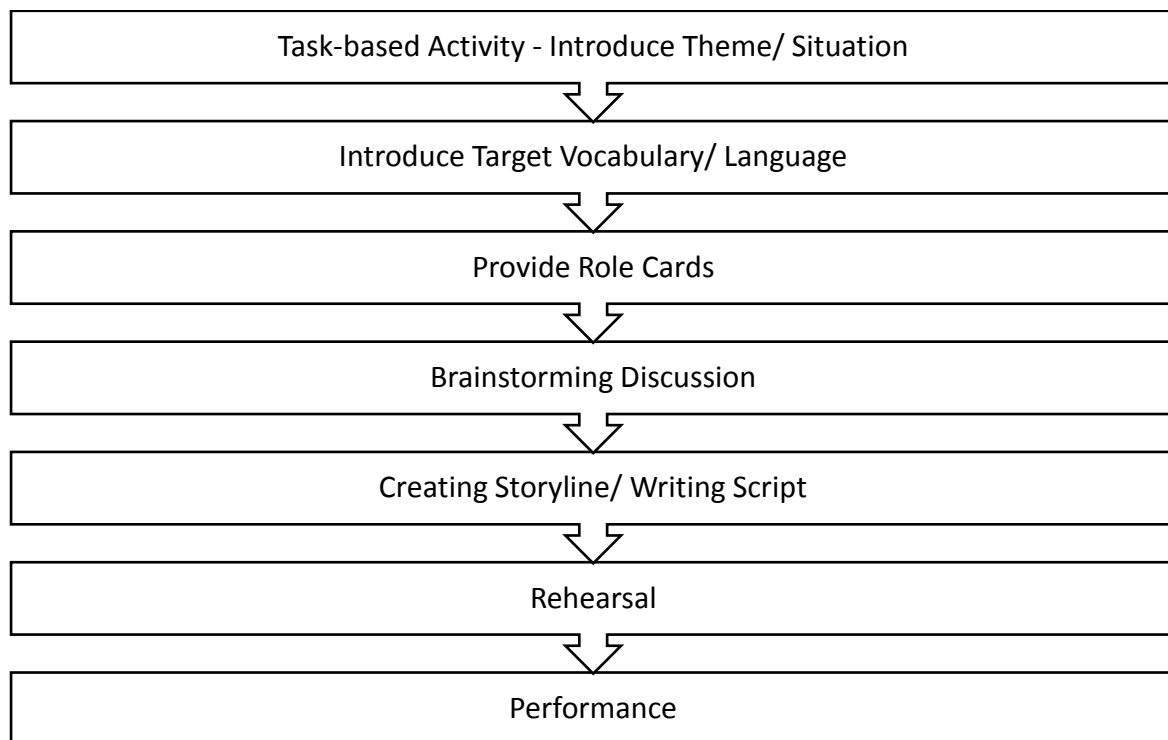 Task-based Activity - Introduce Theme/ Situation
Introduce Target Vocabulary/ Language
Provide Role Cards
Brainstorming Discussion
Creating Storyline/ Writing Script
Rehearsal
Performance